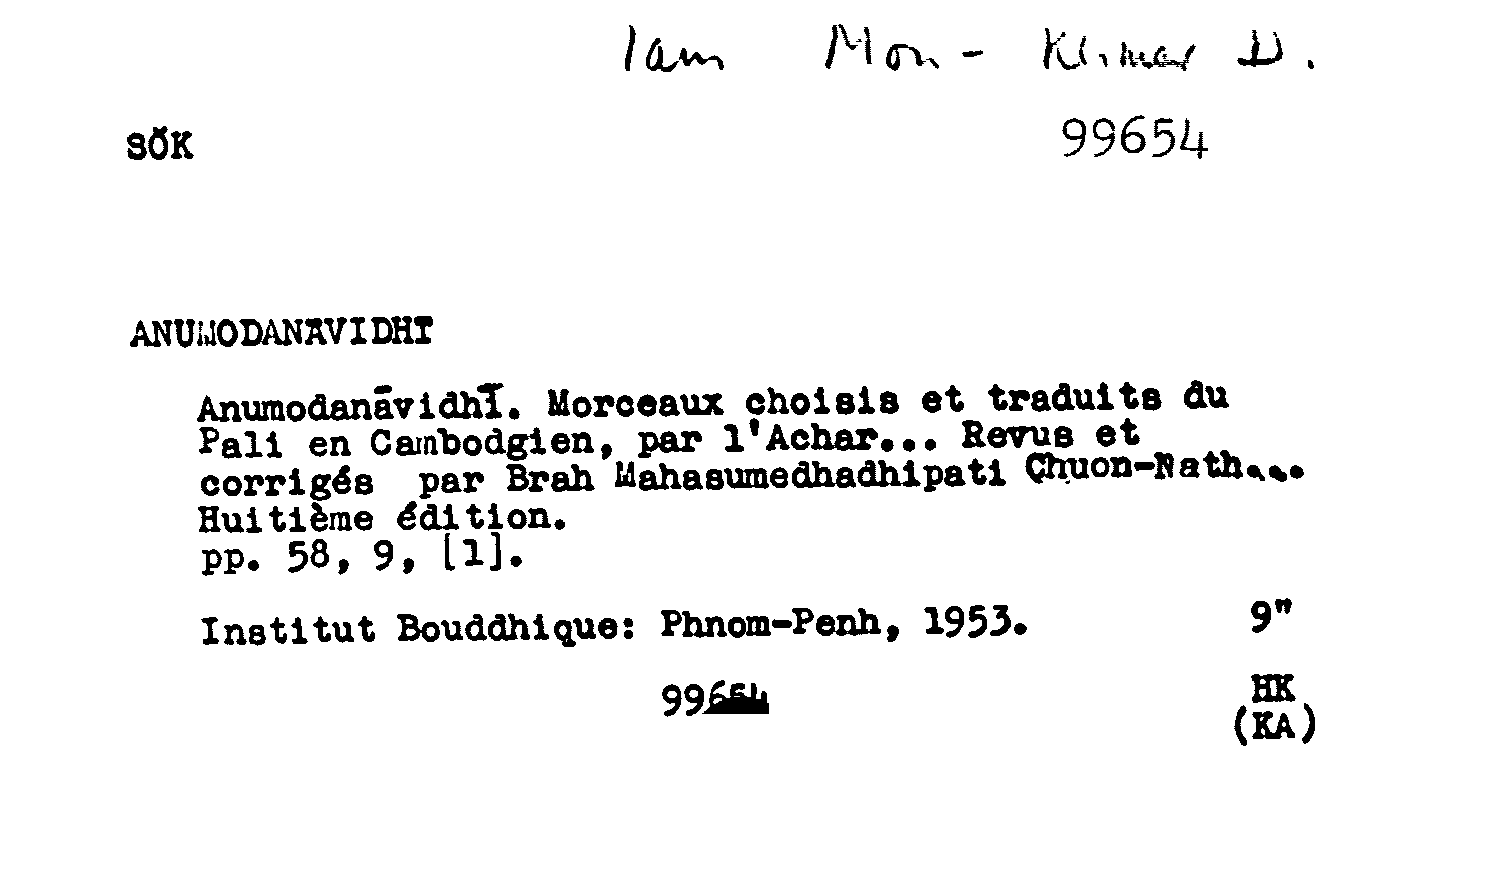 Iam Mon - Khmer D.
SŎK 99654
ANUMODANĀVIDHĪ
Anumodanāvidhī. Morceaux choisis et traduits du
Pali en Cambodgien, par l'Achar... Revus et
corrigés par Brah Mahasumedhadhipati Chuon-Nath...
Huitième édition.
pp. 58, 9, [1].
Institut Bouddhique: Phnom-Penh, 1953. 9"
99654 HK
(KA)